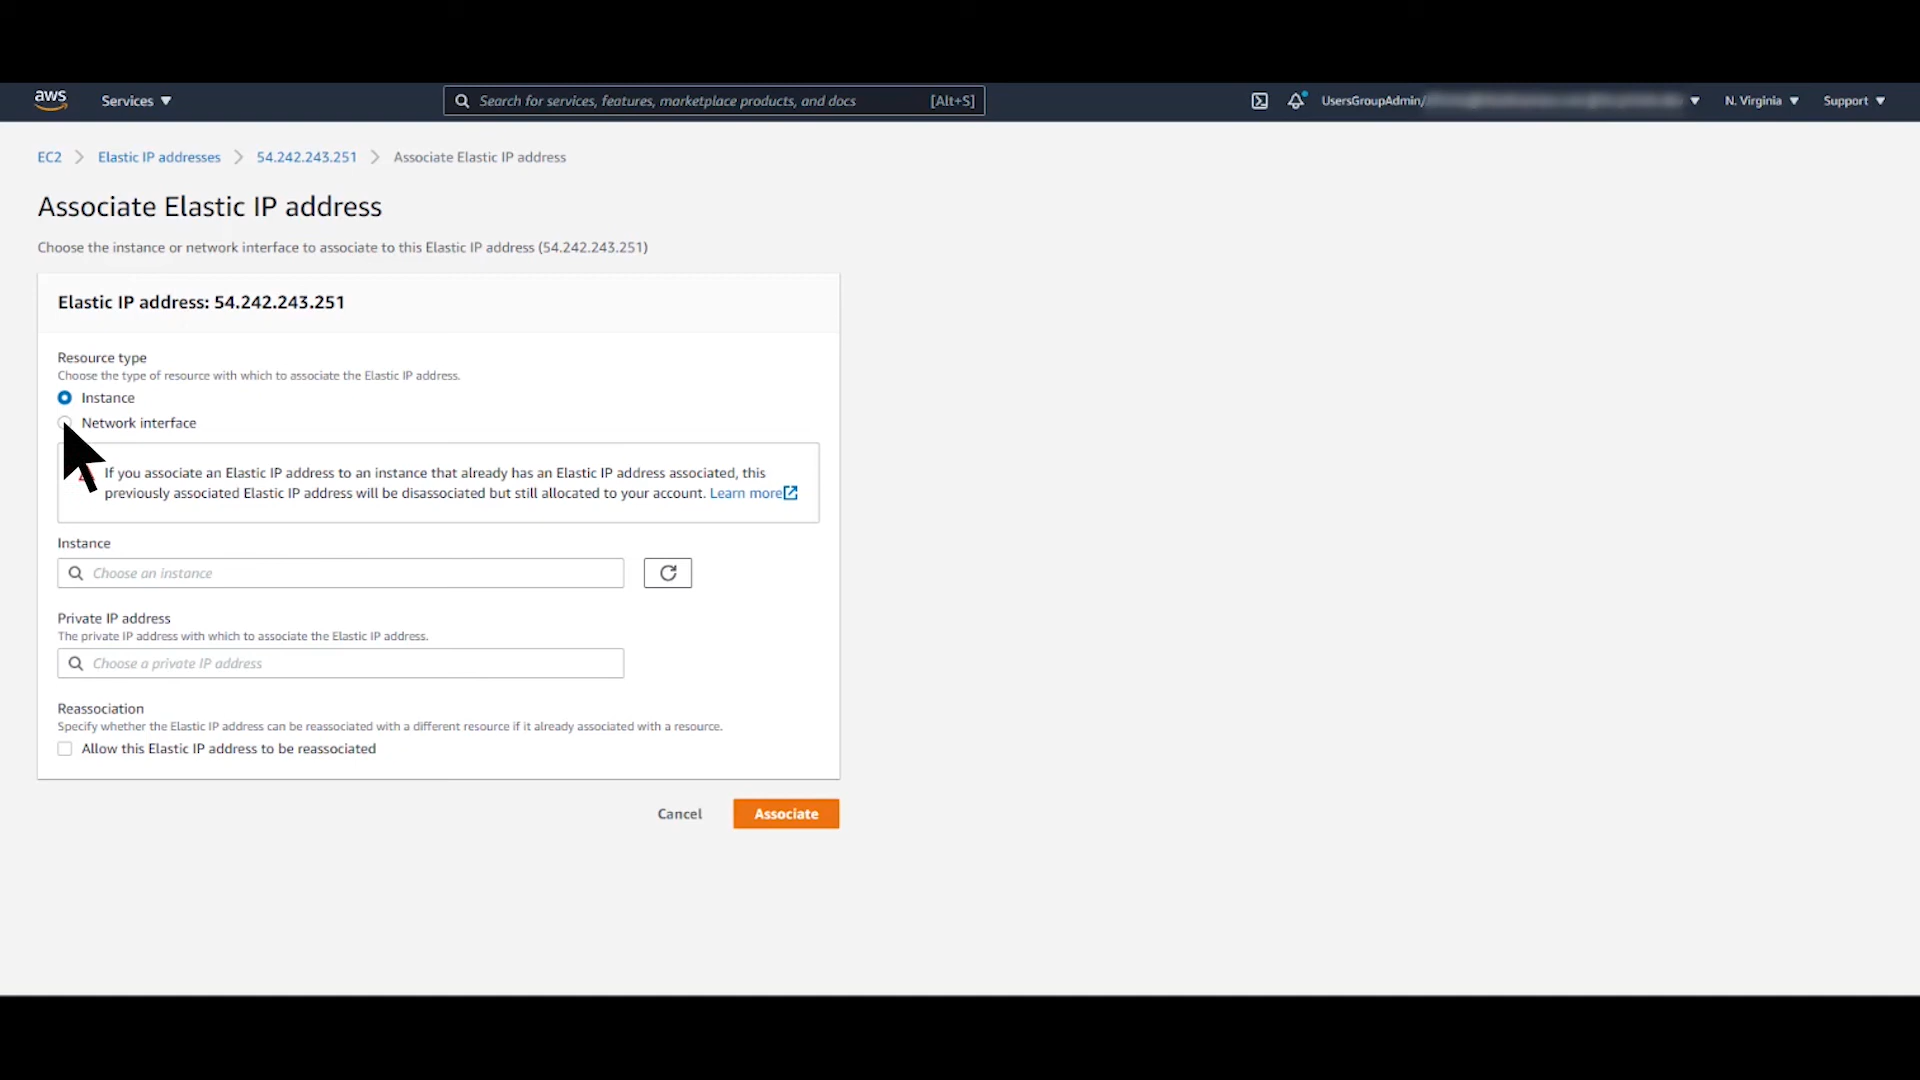 aws
Services
Search for services, features, marketplace products, and docs [Alt+S]
UsersGroupAdmin/
N. Virginia
Support
EC2
Elastic IP addresses
54.242.243.251
Associate Elastic IP address
Associate Elastic IP address
Choose the instance or network interface to associate to this Elastic IP address (54.242.243.251)
Elastic IP address: 54.242.243.251
Resource type
Choose the type of resource with which to associate the Elastic IP address.
Instance
Network interface
If you associate an Elastic IP address to an instance that already has an Elastic IP address associated, this
previously associated Elastic IP address will be disassociated but still allocated to your account. Learn more
Instance
Choose an instance
Private IP address
The private IP address with which to associate the Elastic IP address.
Choose a private IP address
Reassociation
Specify whether the Elastic IP address can be reassociated with a different resource if it already associated with a resource.
Allow this Elastic IP address to be reassociated
Cancel
Associate